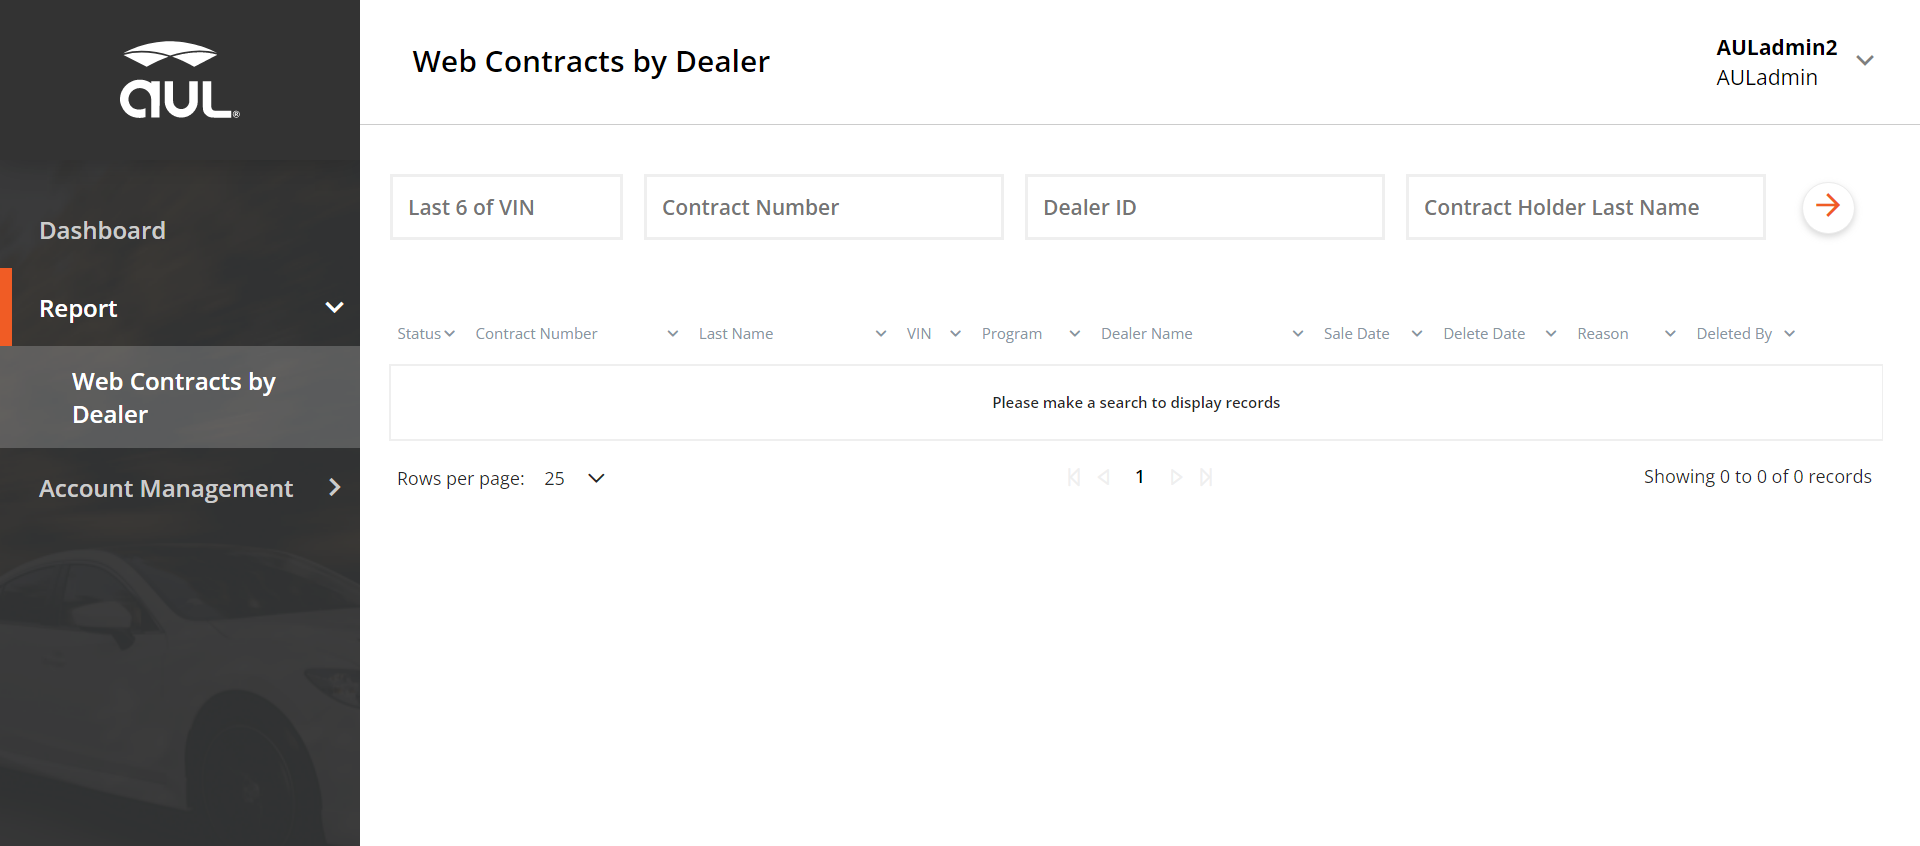 aul®
Dashboard
Report
Web Contracts by
Dealer
Account Management
Web Contracts by Dealer
AULadmin2
AULadmin
Last 6 of VIN
Contract Number
Dealer ID
Contract Holder Last Name
Status Contract Number Last Name VIN Program Dealer Name Sale Date Delete Date Reason Deleted By
Please make a search to display records
Rows per page: 25
1
Showing 0 to 0 of 0 records